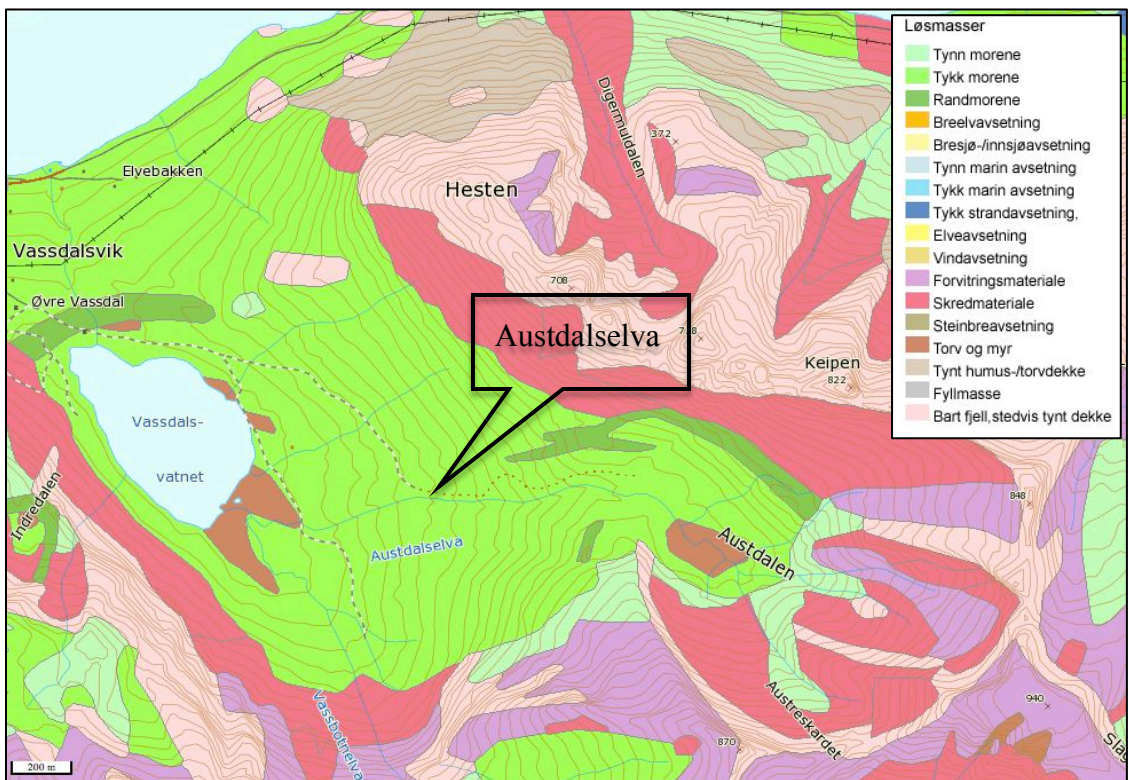 Løsmasser
Tynn morene
Tykk morene
Randmorene
Breelvavsetning
Bresjø-/innsjøavsetning
Tynn marin avsetning
Tykk marin avsetning
Tykk strandavsetning,
Elveavsetning
Vindavsetning
Forvitringsmateriale
Skredmateriale
Steinbreavsetning
Torv og myr
Tynt humus-/torvdekke
Fyllmasse
Bart fjell,stedvis tynt dekke
Digermuldalen
372
Elvebakken
Hesten
Vassdalsvik
708
Øvre Vassdal
Austdalselva
Keipen
822
Vassdals-
vatnet
Indredalen
848
Austdalselva
Austdalen
Vassbotnelva
Austreskardet
940
870
200 m